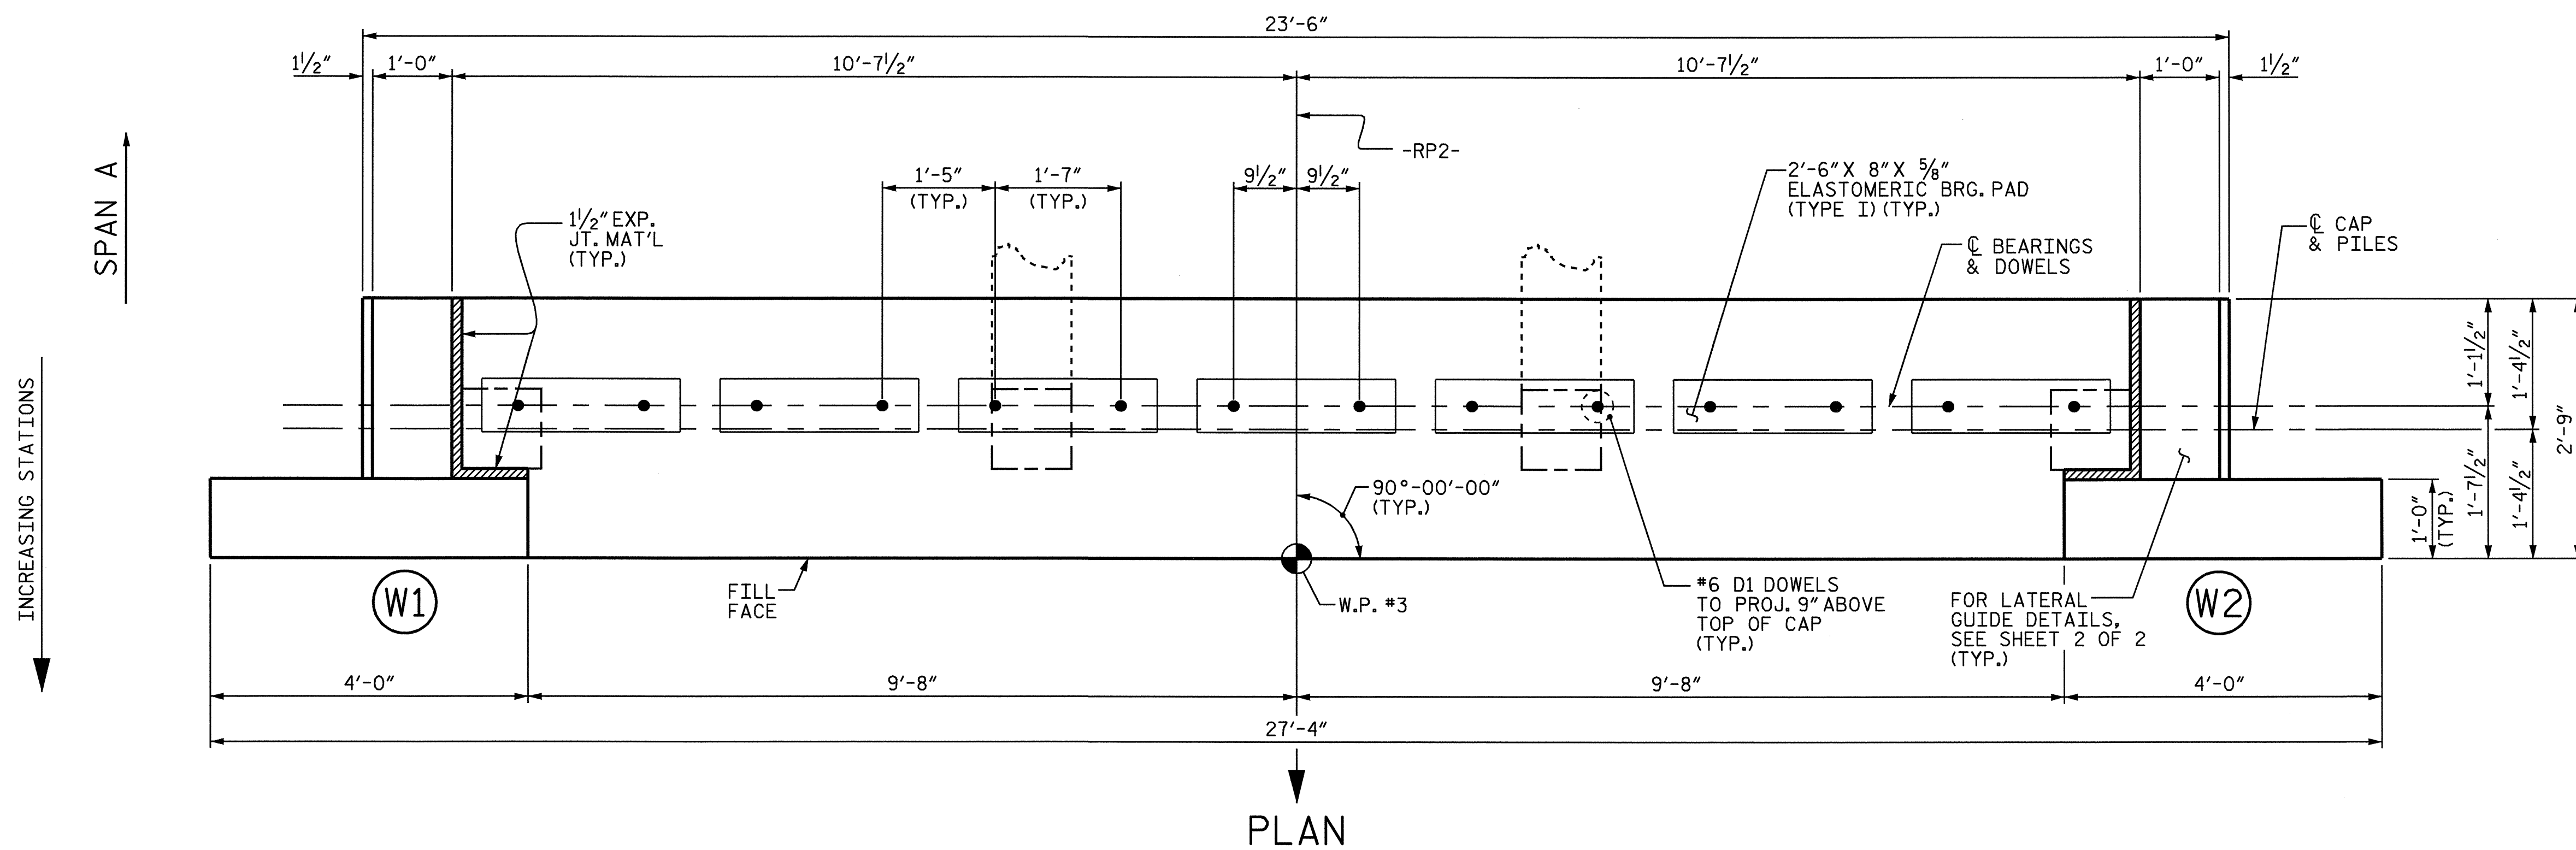 23'-6"
1½" 1'-0" 10'-7½" 10'-7½" 1'-0" 1½"
-RP2-
SPAN A
1'-5"
(TYP.)
1'-7"
(TYP.)
9½" 9½"
2'-6" X 8" X ⅝"
ELASTOMERIC BRG. PAD
(TYPE I) (TYP.)
1½" EXP.
JT. MAT'L
(TYP.)
℄ BEARINGS
& DOWELS
℄ CAP
& PILES
INCREASING STATIONS
1'-1½"
1'-4½"
2'-9"
1'-7½"
1'-4½"
1'-0"
(TYP.)
90°-00'-00"
(TYP.)
FILL
FACE
W1
W.P. #3
#6 D1 DOWELS
TO PROJ. 9" ABOVE
TOP OF CAP
(TYP.)
FOR LATERAL
GUIDE DETAILS,
SEE SHEET 2 OF 2
(TYP.)
W2
4'-0" 9'-8" 9'-8" 4'-0"
27'-4"
PLAN